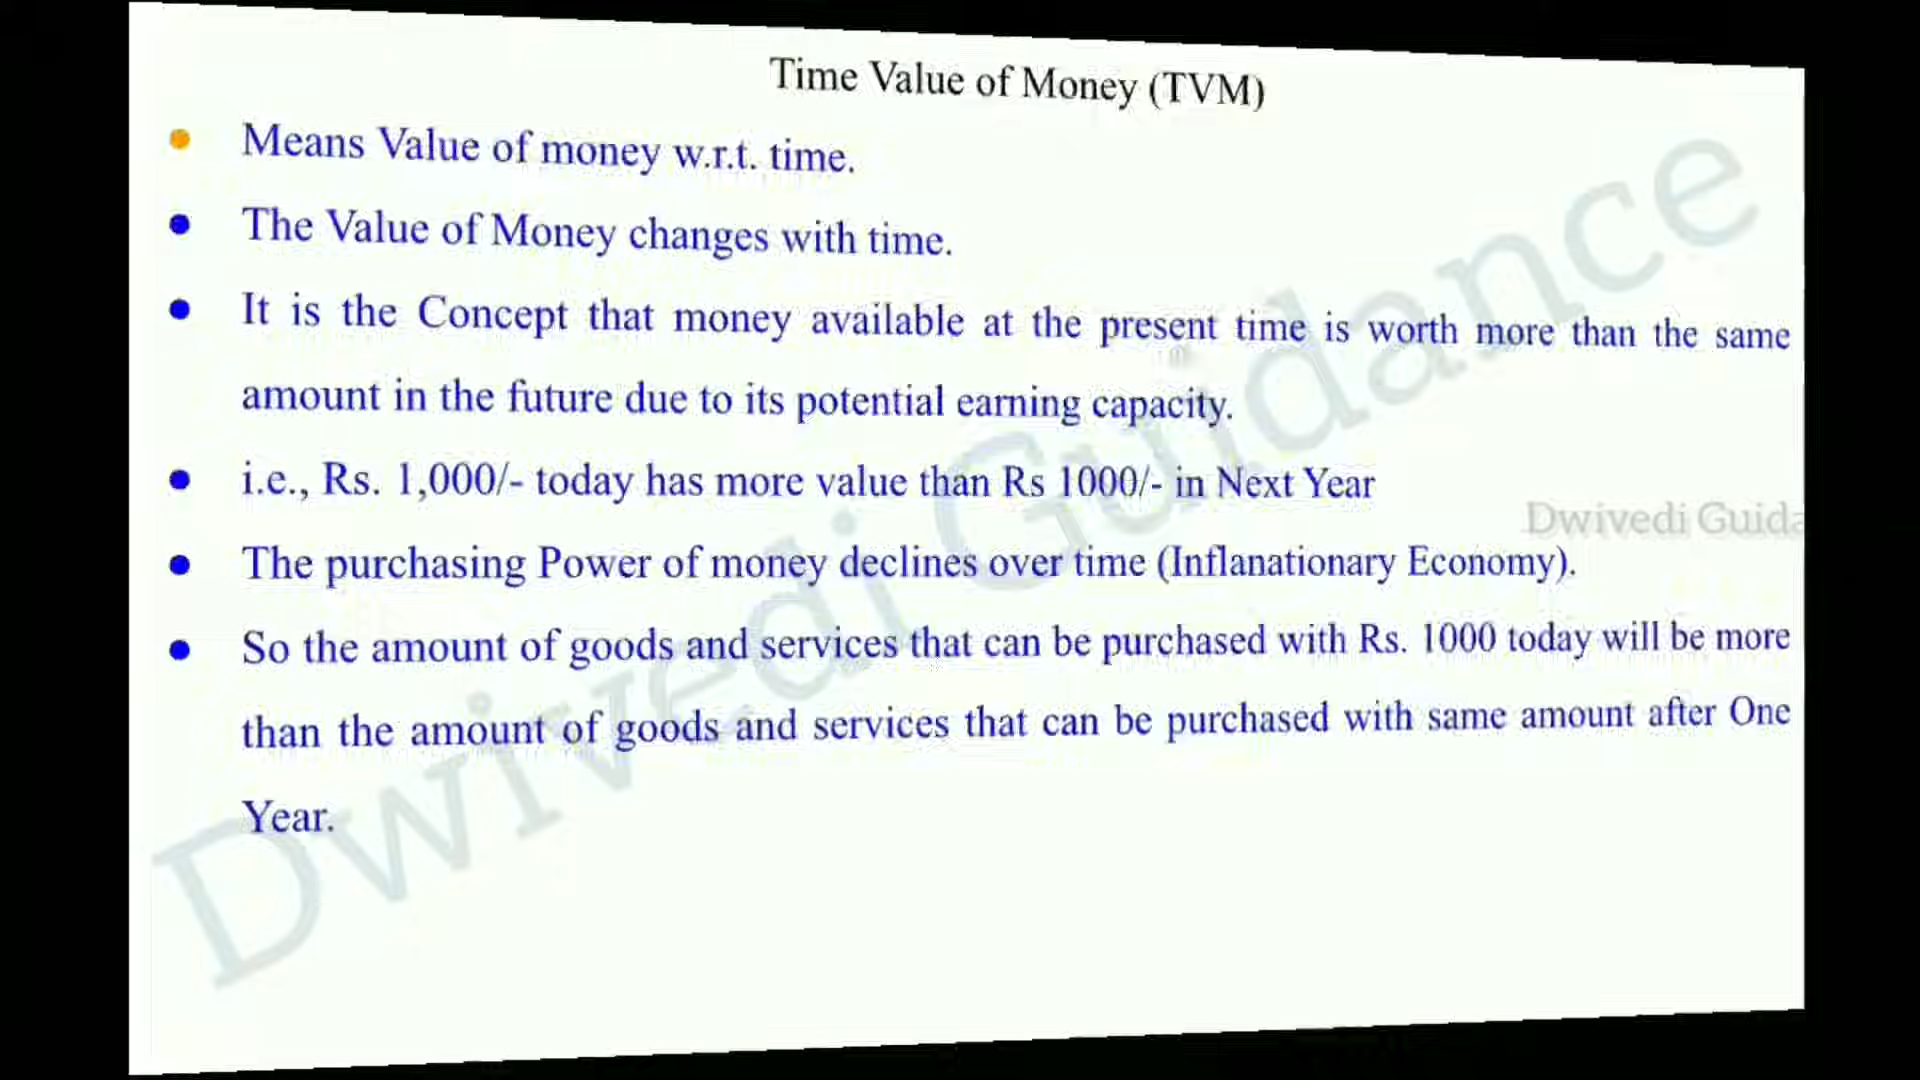 Time Value of Money (TVM)
Means Value of money w.r.t. time.
The Value of Money changes with time.
It is the Concept that money available at the present time is worth more than the same
amount in the future due to its potential earning capacity.
i.e., Rs. 1,000/- today has more value than Rs 1000/- in Next Year
Dwivedi Guida
The purchasing Power of money declines over time (Inflanationary Economy).
So the amount of goods and services that can be purchased with Rs. 1000 today will be more
than the amount of goods and services that can be purchased with same amount after One
Year.
Dwivedi Guidance